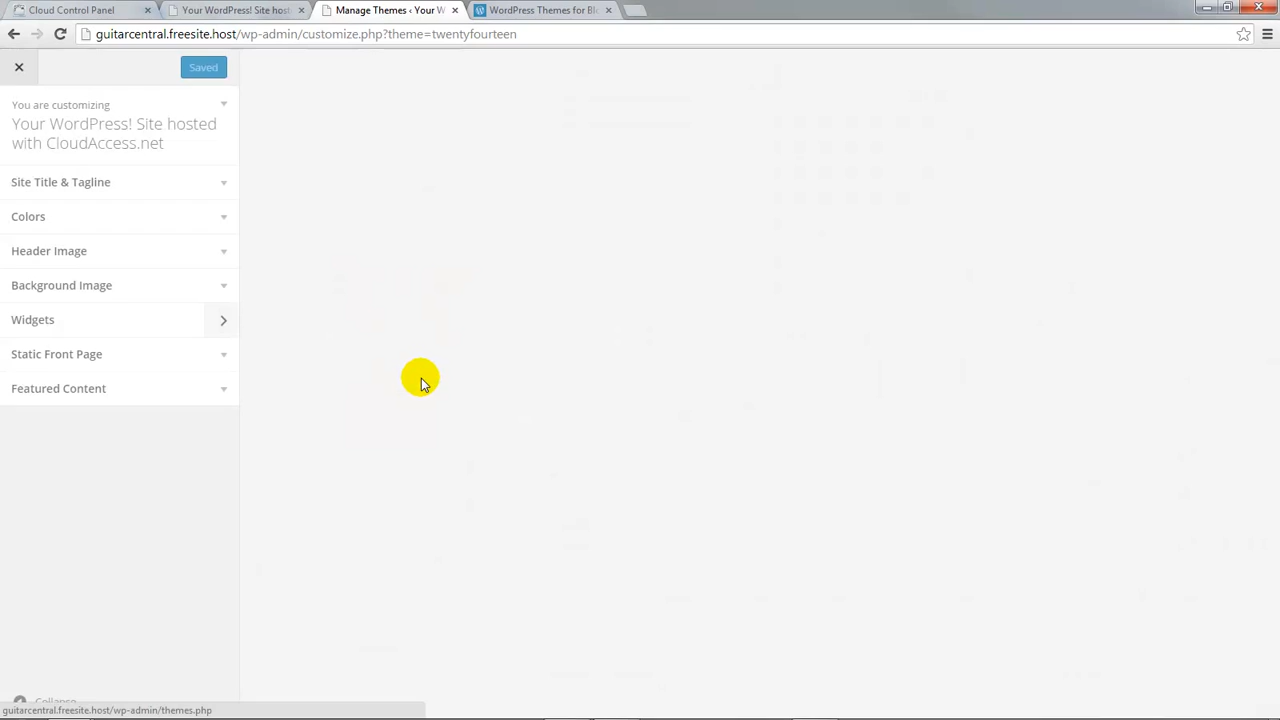 Cloud Control Panel
Your WordPress! Site host
Manage Themes ‹ Your W
WordPress Themes for Bl
guitarcentral.freesite.host/wp-admin/customize.php?theme=twentyfourteen
Saved
You are customizing
Your WordPress! Site hosted
with CloudAccess.net
Site Title & Tagline
Colors
Header Image
Background Image
Widgets
Static Front Page
Featured Content
Collapse
guitarcentral.freesite.host/wp-admin/themes.php